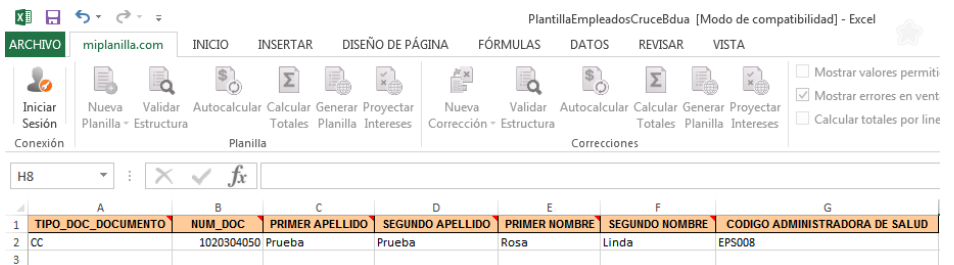 PlantillaEmpleadosCruceBdua [Modo de compatibilidad] - Excel
ARCHIVO miplanilla.com INICIO INSERTAR DISEÑO DE PÁGINA FÓRMULAS DATOS REVISAR VISTA
Iniciar Sesión
Nueva Planilla
Validar Estructura
Autocalcular
Calcular Totales
Generar Planilla
Proyectar Intereses
Nueva Corrección
Validar Estructura
Autocalcular
Calcular Totales
Generar Planilla
Proyectar Intereses
Mostrar valores permiti
Mostrar errores en vent
Calcular totales por line
Conexión Planilla Correcciones
H8 fx
A B C D E F G
1 TIPO_DOC_DOCUMENTO NUM_DOC PRIMER APELLIDO SEGUNDO APELLIDO PRIMER NOMBRE SEGUNDO NOMBRE CODIGO ADMINISTRADORA DE SALUD
2 CC 1020304050 Prueba Prueba Rosa Linda EPS008
3